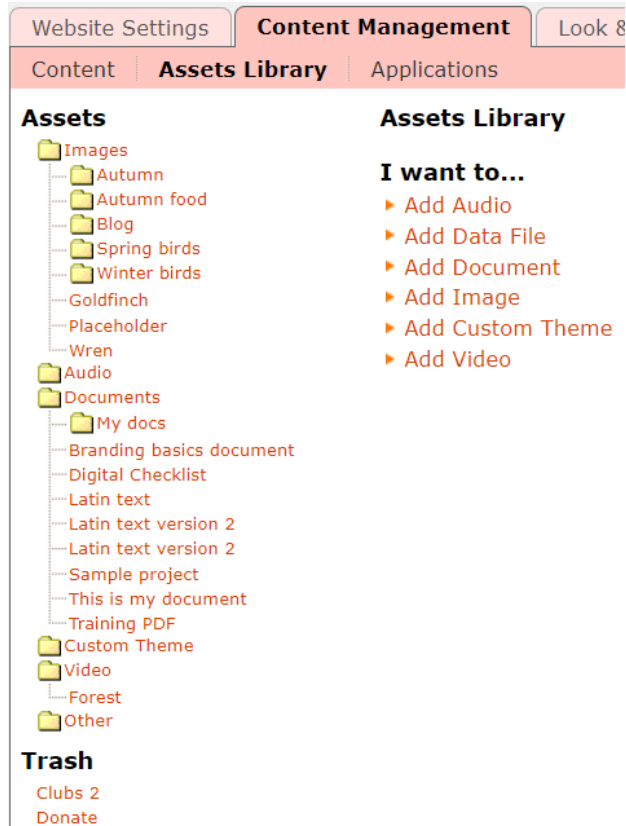 Website Settings Content Management Look &
Content Assets Library Applications
Assets
Images
Autumn
Autumn food
Blog
Spring birds
Winter birds
Goldfinch
Placeholder
Wren
Audio
Documents
My docs
Branding basics document
Digital Checklist
Latin text
Latin text version 2
Latin text version 2
Sample project
This is my document
Training PDF
Custom Theme
Video
Forest
Other
Trash
Clubs 2
Donate
Assets Library
I want to...
Add Audio
Add Data File
Add Document
Add Image
Add Custom Theme
Add Video